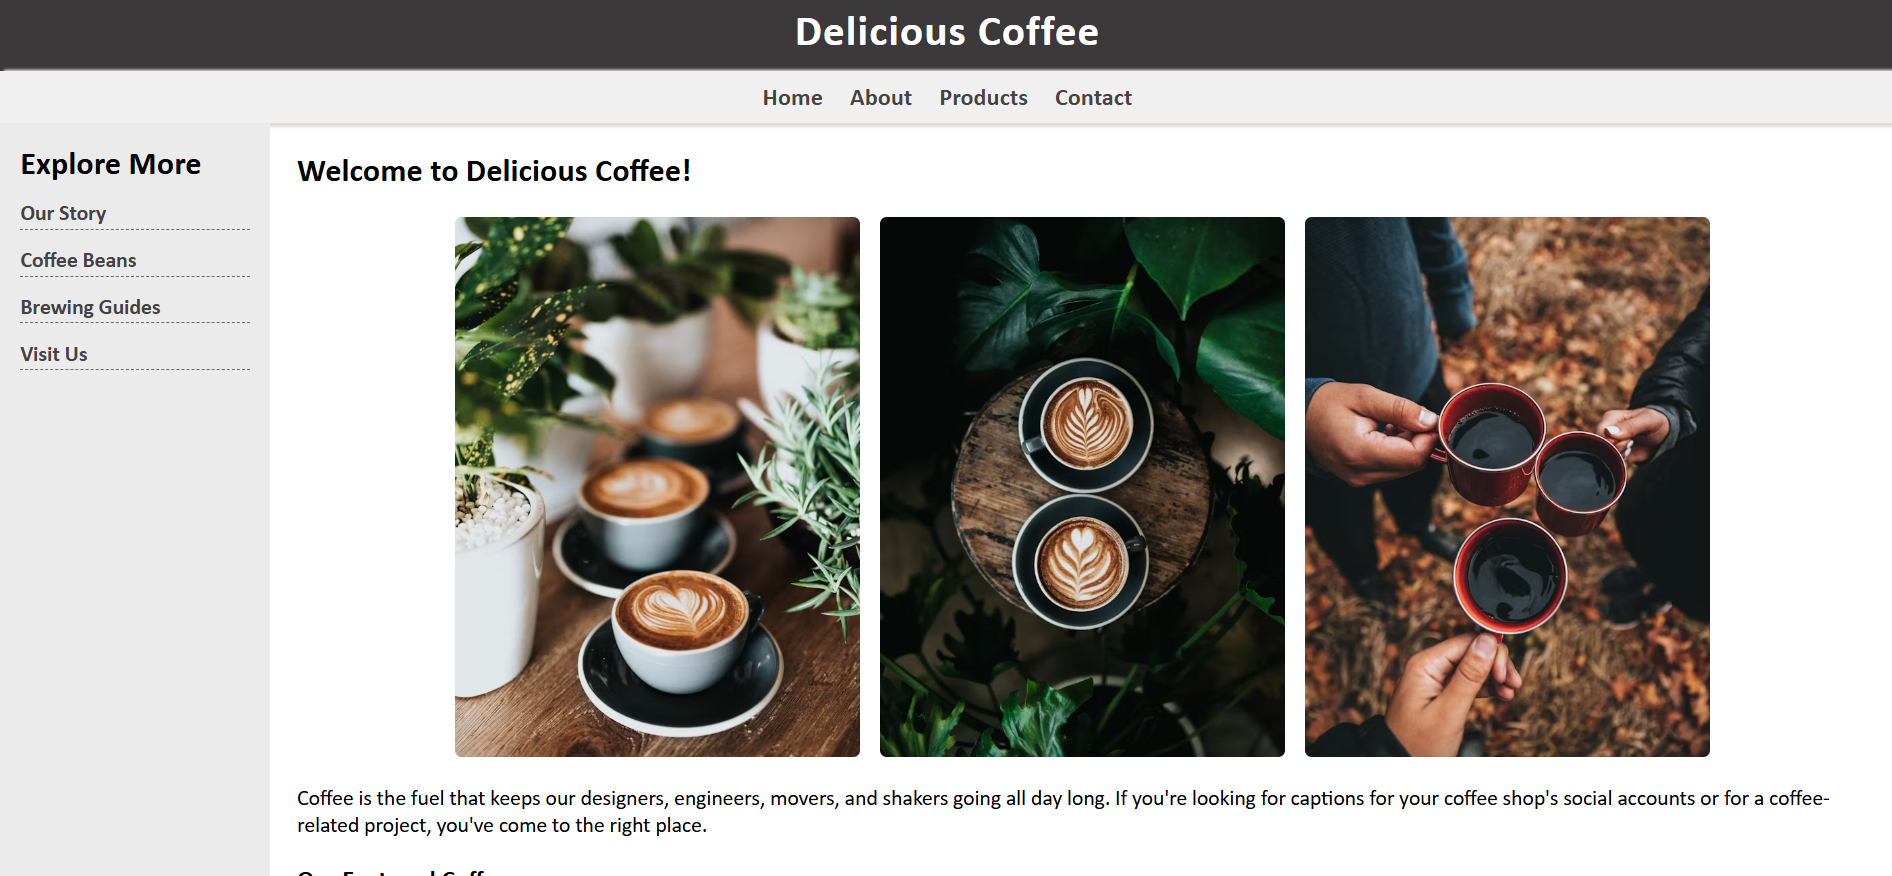 Delicious Coffee
Home About Products Contact
Explore More
Our Story
Coffee Beans
Brewing Guides
Visit Us
Welcome to Delicious Coffee!
Coffee is the fuel that keeps our designers, engineers, movers, and shakers going all day long. If you're looking for captions for your coffee shop's social accounts or for a coffee-
related project, you've come to the right place.